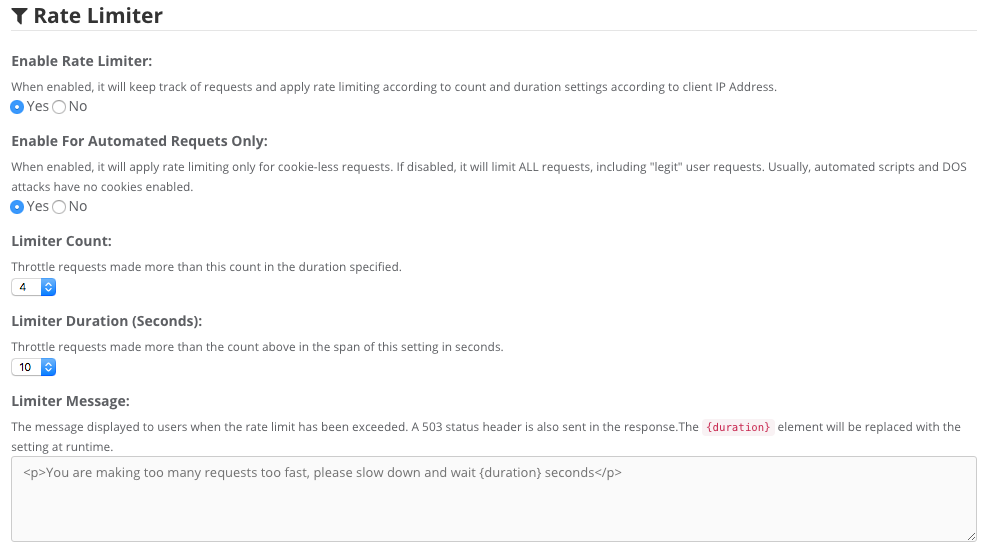 Rate Limiter
Enable Rate Limiter:
When enabled, it will keep track of requests and apply rate limiting according to count and duration settings according to client IP Address.
Yes No
Enable For Automated Requets Only:
When enabled, it will apply rate limiting only for cookie-less requests. If disabled, it will limit ALL requests, including "legit" user requests. Usually, automated scripts and DOS
attacks have no cookies enabled.
Yes No
Limiter Count:
Throttle requests made more than this count in the duration specified.
4
Limiter Duration (Seconds):
Throttle requests made more than the count above in the span of this setting in seconds.
10
Limiter Message:
The message displayed to users when the rate limit has been exceeded. A 503 status header is also sent in the response.The {duration} element will be replaced with the
setting at runtime.
<p>You are making too many requests too fast, please slow down and wait {duration} seconds</p>